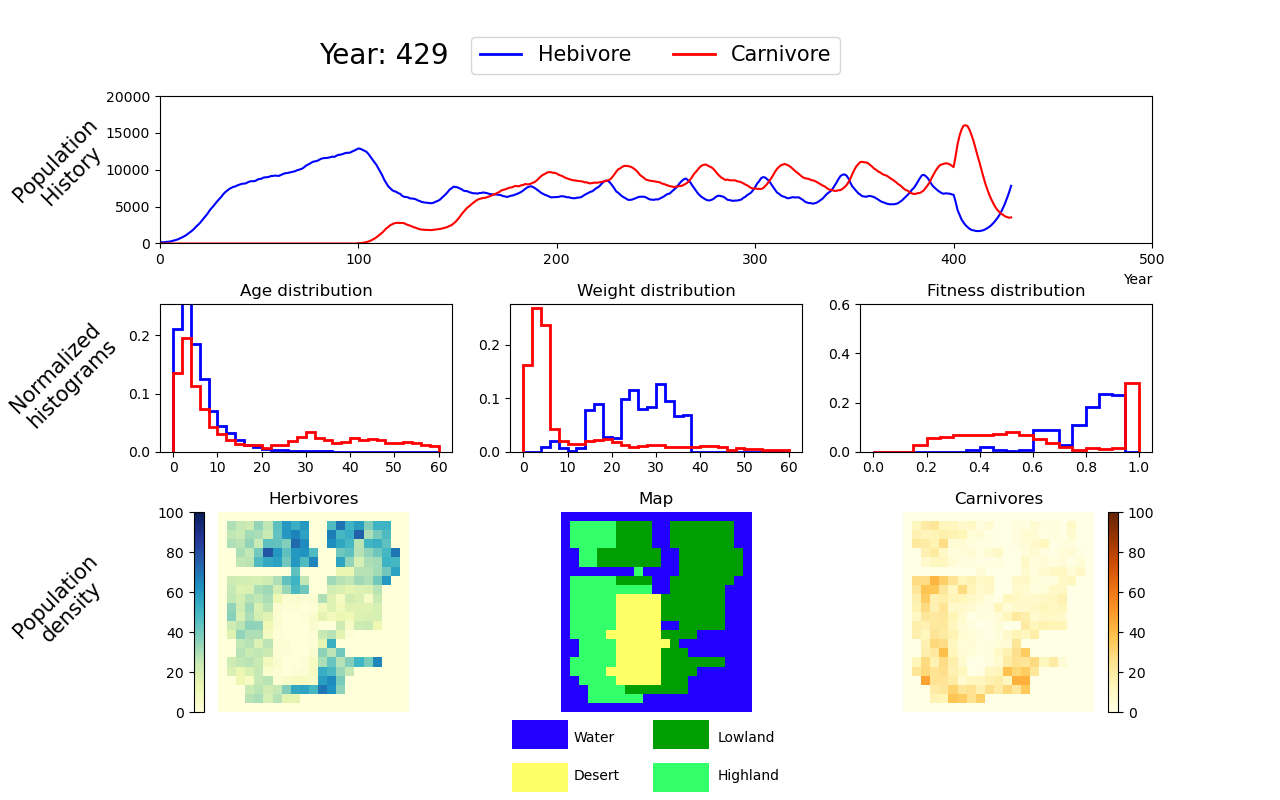 Year: 429
Hebivore
Carnivore
Population
History
20000
15000
10000
5000
0
0 100 200 300 400 500
Year
Normalized
histograms
Age distribution
0.2
0.1
0.0
0 10 20 30 40 50 60
Weight distribution
0.2
0.1
0.0
0 10 20 30 40 50 60
Fitness distribution
0.6
0.4
0.2
0.0
0.0 0.2 0.4 0.6 0.8 1.0
Population
density
Herbivores
100
80
60
40
20
0
Map
Carnivores
100
80
60
40
20
0
Water
Lowland
Desert
Highland